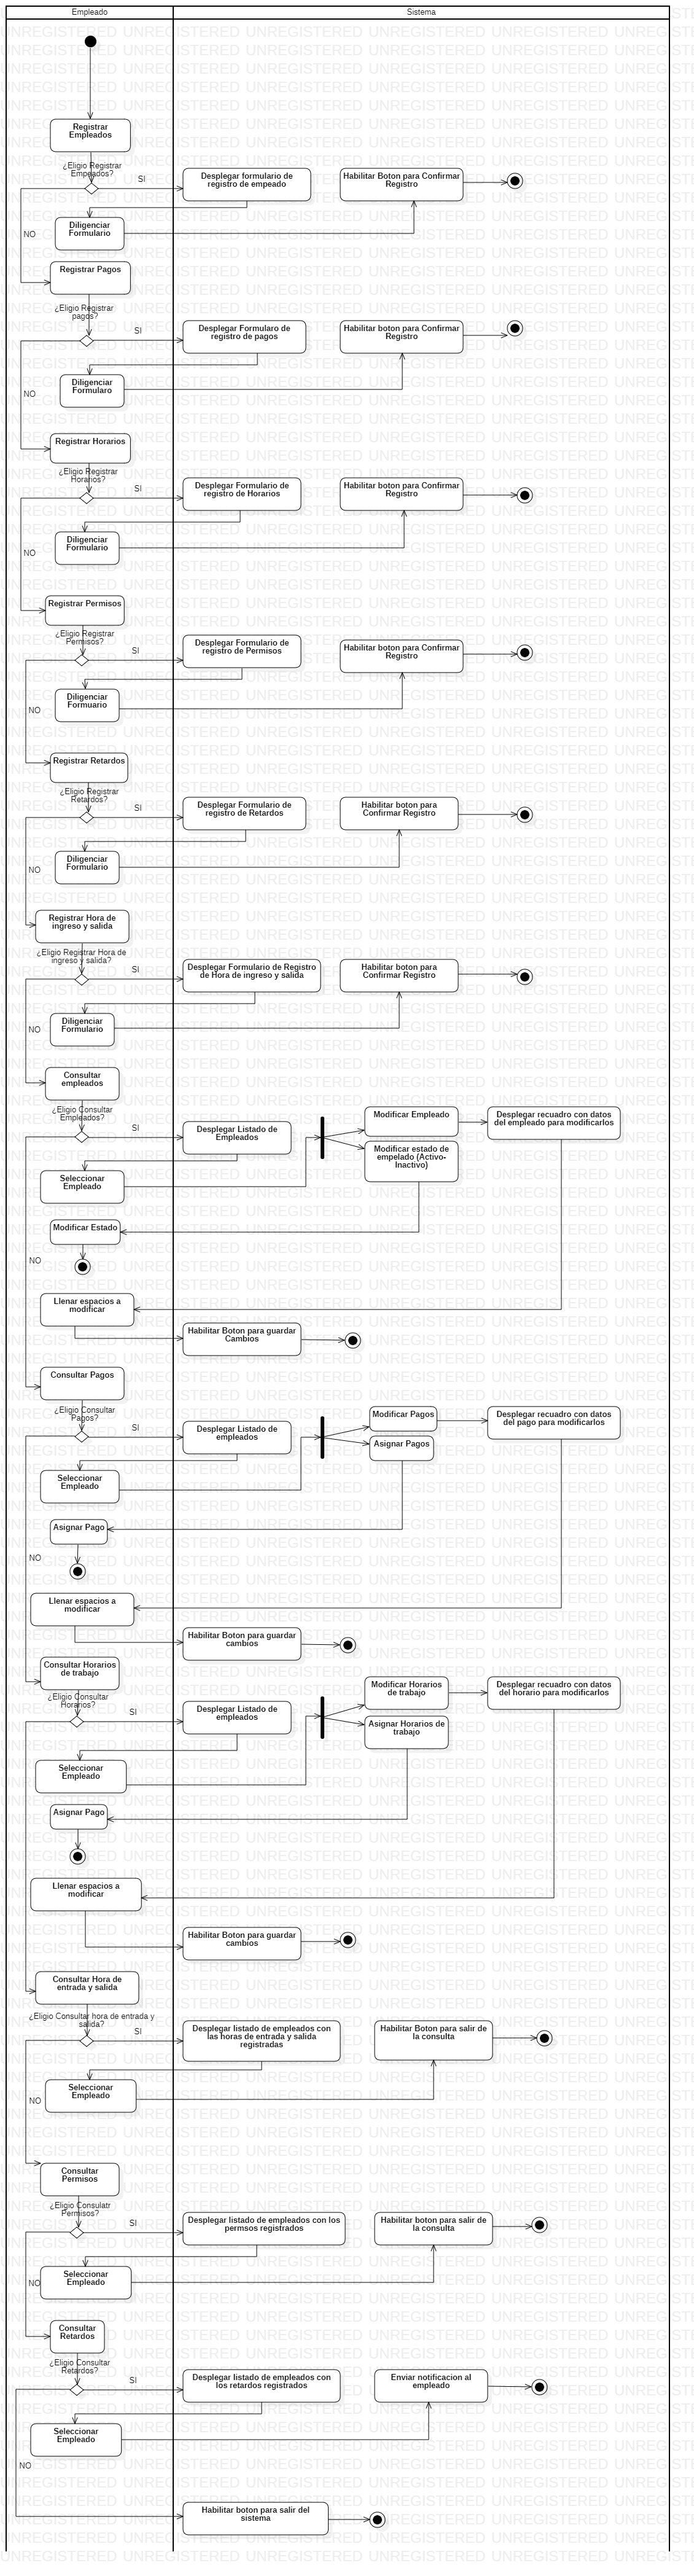 Empleado
Sistema
Registrar
Empleados
¿Eligio Registrar
Empleados?
SI
NO
Desplegar formulario de
registro de empeado
Habilitar Boton para Confirmar
Registro
Diligenciar
Formulario
Registrar Pagos
¿Eligio Registrar
pagos?
SI
NO
Desplegar Formularo de
registro de pagos
Habilitar boton para Confirmar
Registro
Diligenciar
Formularo
Registrar Horarios
¿Eligio Registrar
Horarios?
SI
NO
Desplegar Formulario de
registro de Horarios
Habilitar boton para Confirmar
Registro
Diligenciar
Formulario
Registrar Permisos
¿Eligio Registrar
Permisos?
SI
NO
Desplegar Formulario de
registro de Permisos
Habilitar boton para Confirmar
Registro
Diligenciar
Formuario
Registrar Retardos
¿Eligio Registrar
Retardos?
SI
NO
Desplegar Formulario de
registro de Retardos
Habilitar boton para
Confirmar Registro
Diligenciar
Formulario
Registrar Hora de
ingreso y salida
¿Eligio Registrar Hora de
ingreso y salida?
SI
NO
Desplegar Formulario de Registro
de Hora de ingreso y salida
Habilitar boton para
Confirmar Registro
Diligenciar
Formulario
Consultar
empleados
¿Eligio Consultar
Empleados?
SI
NO
Desplegar Listado de
Empleados
Modificar Empleado
Desplegar recuadro con datos
del empleado para modificarlos
Modificar estado de
empelado (Activo-
Inactivo)
Seleccionar
Empleado
Modificar Estado
Llenar espacios a
modificar
Habilitar Boton para guardar
Cambios
Consultar Pagos
¿Eligio Consultar
Pagos?
SI
NO
Desplegar Listado de
empleados
Modificar Pagos
Desplegar recuadro con datos
del pago para modificarlos
Asignar Pagos
Seleccionar
Empleado
Asignar Pago
Llenar espacios a
modificar
Habilitar Boton para guardar
cambios
Consultar Horarios
de trabajo
¿Eligio Consultar
Horarios?
SI
Desplegar Listado de
empleados
Modificar Horarios
de trabajo
Desplegar recuadro con datos
del horario para modificarlos
Asignar Horarios de
trabajo
Seleccionar
Empleado
Asignar Pago
Llenar espacios a
modificar
Habilitar Boton para guardar
cambios
Consultar Hora de
entrada y salida
¿Eligio Consultar hora de entrada y
salida?
SI
NO
Desplegar listado de empleados con
las horas de entrada y salida
registradas
Habilitar Boton para salir de
la consulta
Seleccionar
Empleado
Consultar
Permisos
¿Eligio Consulatr
Permisos?
SI
NO
Desplegar listado de empleados con los
permsos registrados
Habilitar boton para salir de
la consulta
Seleccionar
Empleado
Consultar
Retardos
¿Eligio Consultar
Retardos?
SI
NO
Desplegar listado de empleados con
los retardos registrados
Enviar notificacion al
empleado
Seleccionar
Empleado
Habilitar boton para salir del
sistema